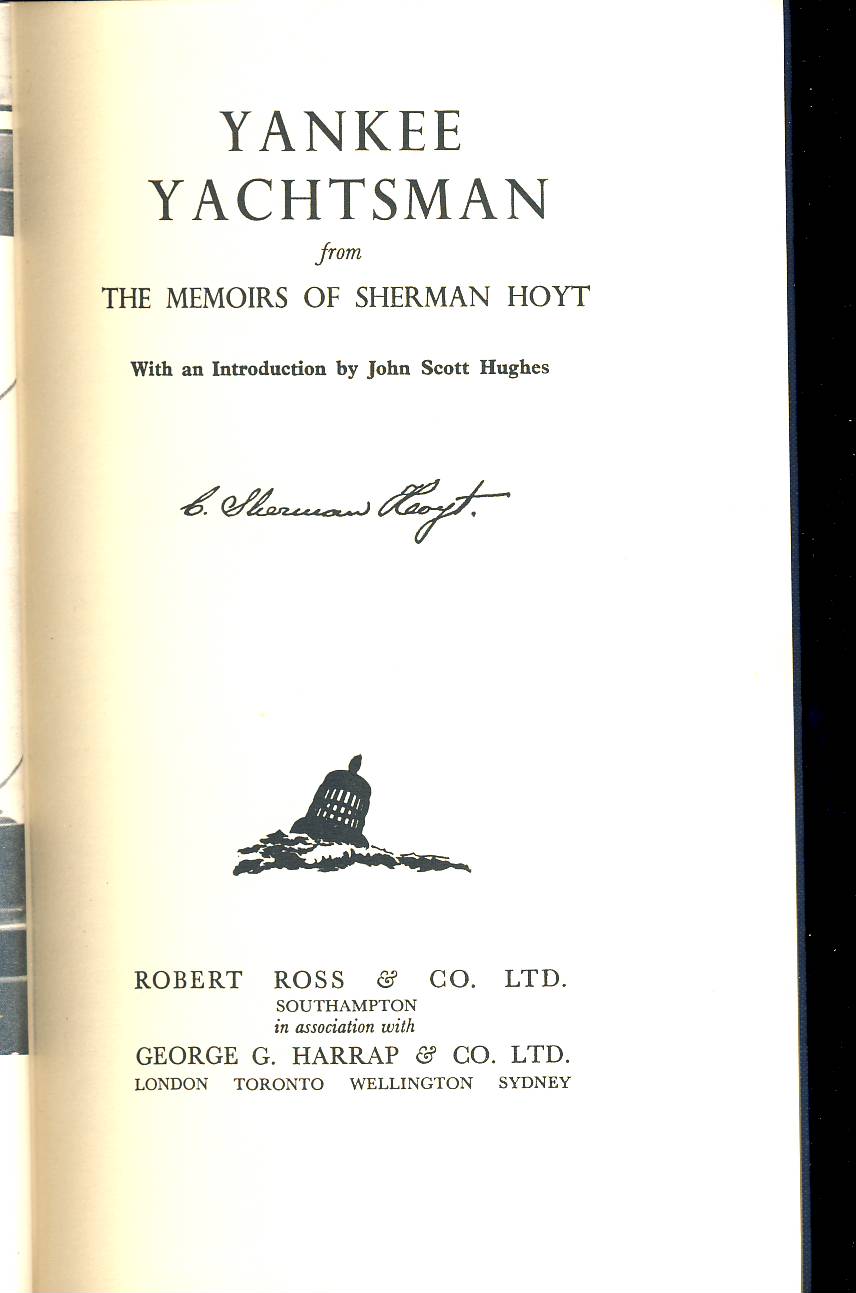 YANKEE
YACHTSMAN
from
THE MEMOIRS OF SHERMAN HOYT
With an Introduction by John Scott Hughes
C. Sherman Hoyt.
ROBERT ROSS & CO. LTD.
SOUTHAMPTON
in association with
GEORGE G. HARRAP & CO. LTD.
LONDON TORONTO WELLINGTON SYDNEY